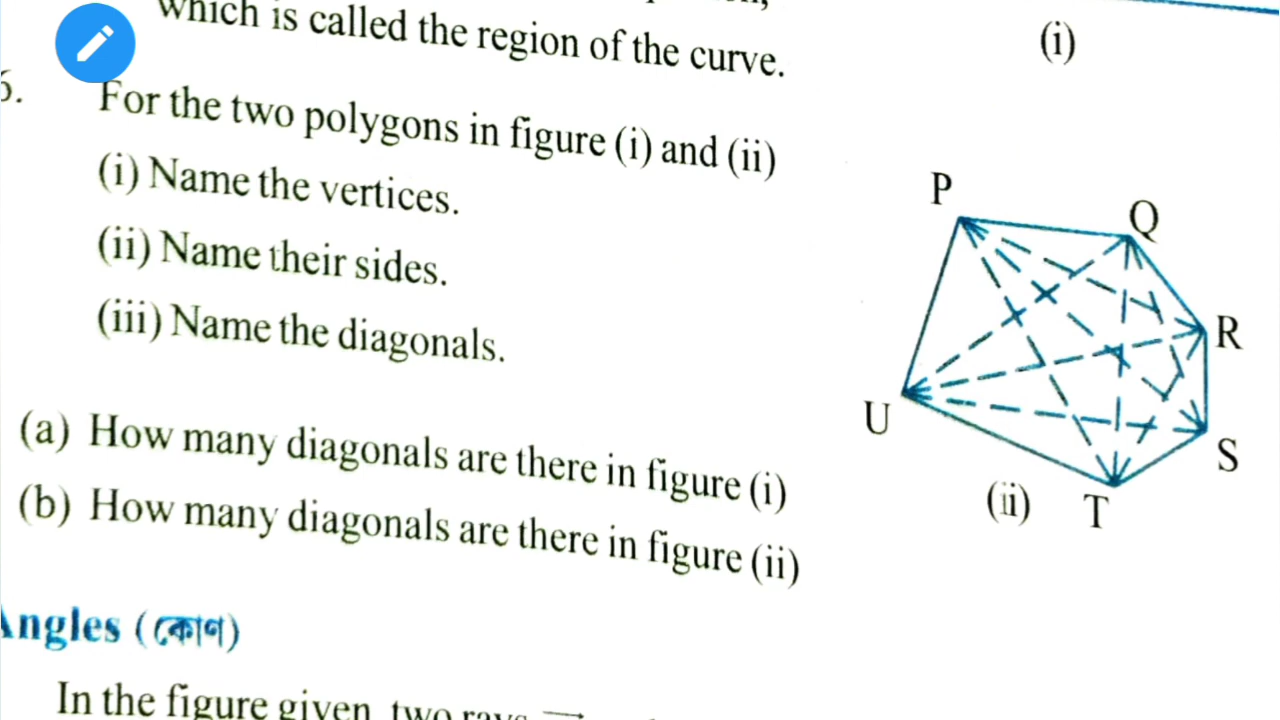 which is called the region of the curve.
(i)
For the two polygons in figure (i) and (ii)
(i) Name the vertices.
(ii) Name their sides.
(iii) Name the diagonals.
P
Q
R
U
S
(ii) T
(a) How many diagonals are there in figure (i)
(b) How many diagonals are there in figure (ii)
Angles (কোণ)
In the figure given, two rays